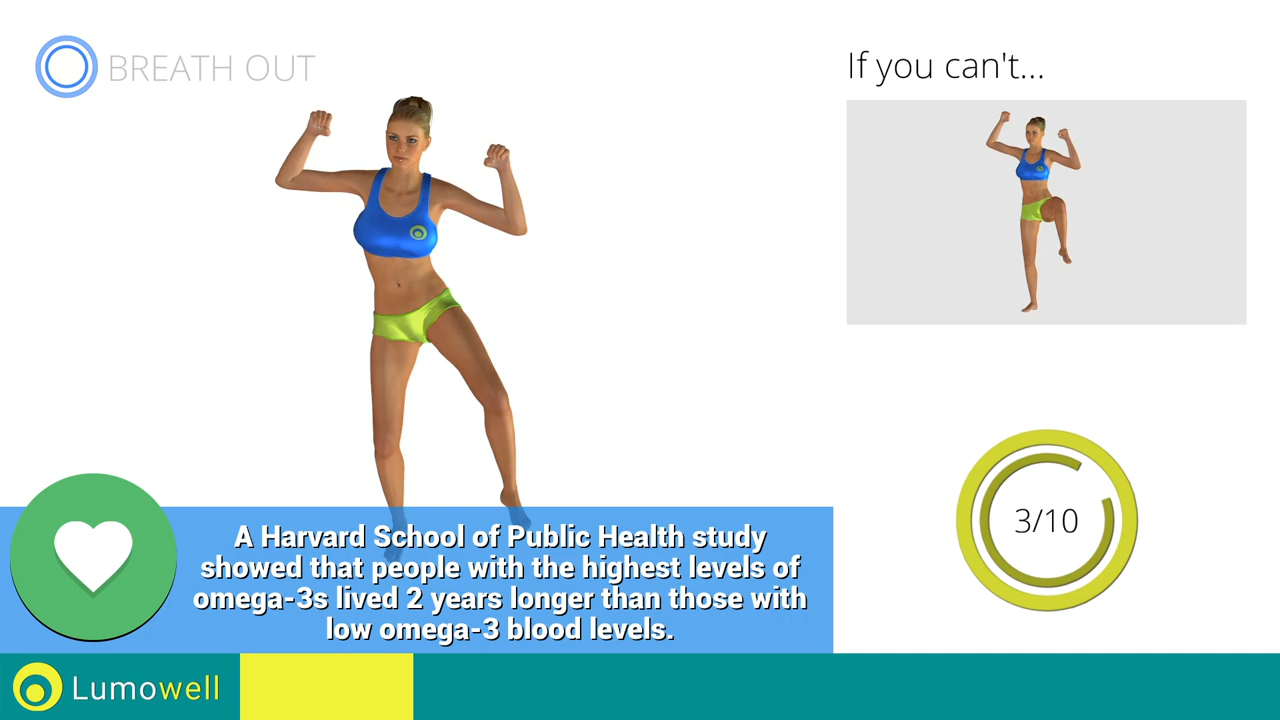 BREATH OUT
If you can't...
3/10
A Harvard School of Public Health study
showed that people with the highest levels of
omega-3s lived 2 years longer than those with
low omega-3 blood levels.
Lumowell